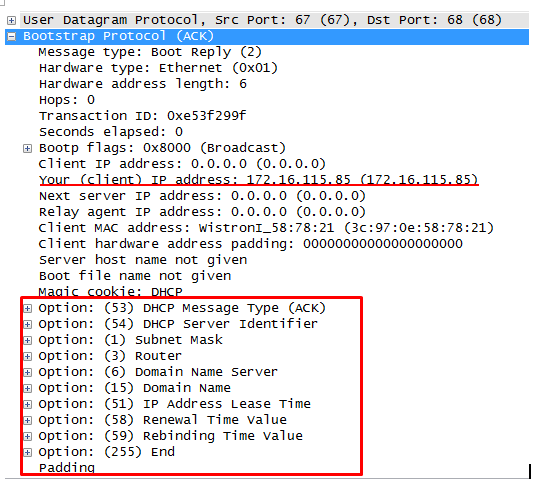 User Datagram Protocol, Src Port: 67 (67), Dst Port: 68 (68)
Bootstrap Protocol (ACK)
Message type: Boot Reply (2)
Hardware type: Ethernet (0x01)
Hardware address length: 6
Hops: 0
Transaction ID: 0xe53f299f
Seconds elapsed: 0
Bootp flags: 0x8000 (Broadcast)
Client IP address: 0.0.0.0 (0.0.0.0)
Your (client) IP address: 172.16.115.85 (172.16.115.85)
Next server IP address: 0.0.0.0 (0.0.0.0)
Relay agent IP address: 0.0.0.0 (0.0.0.0)
Client MAC address: WistronI_58:78:21 (3c:97:0e:58:78:21)
Client hardware address padding: 00000000000000000000
Server host name not given
Boot file name not given
Magic cookie: DHCP
Option: (53) DHCP Message Type (ACK)
Option: (54) DHCP Server Identifier
Option: (1) Subnet Mask
Option: (3) Router
Option: (6) Domain Name Server
Option: (15) Domain Name
Option: (51) IP Address Lease Time
Option: (58) Renewal Time Value
Option: (59) Rebinding Time Value
Option: (255) End
Padding